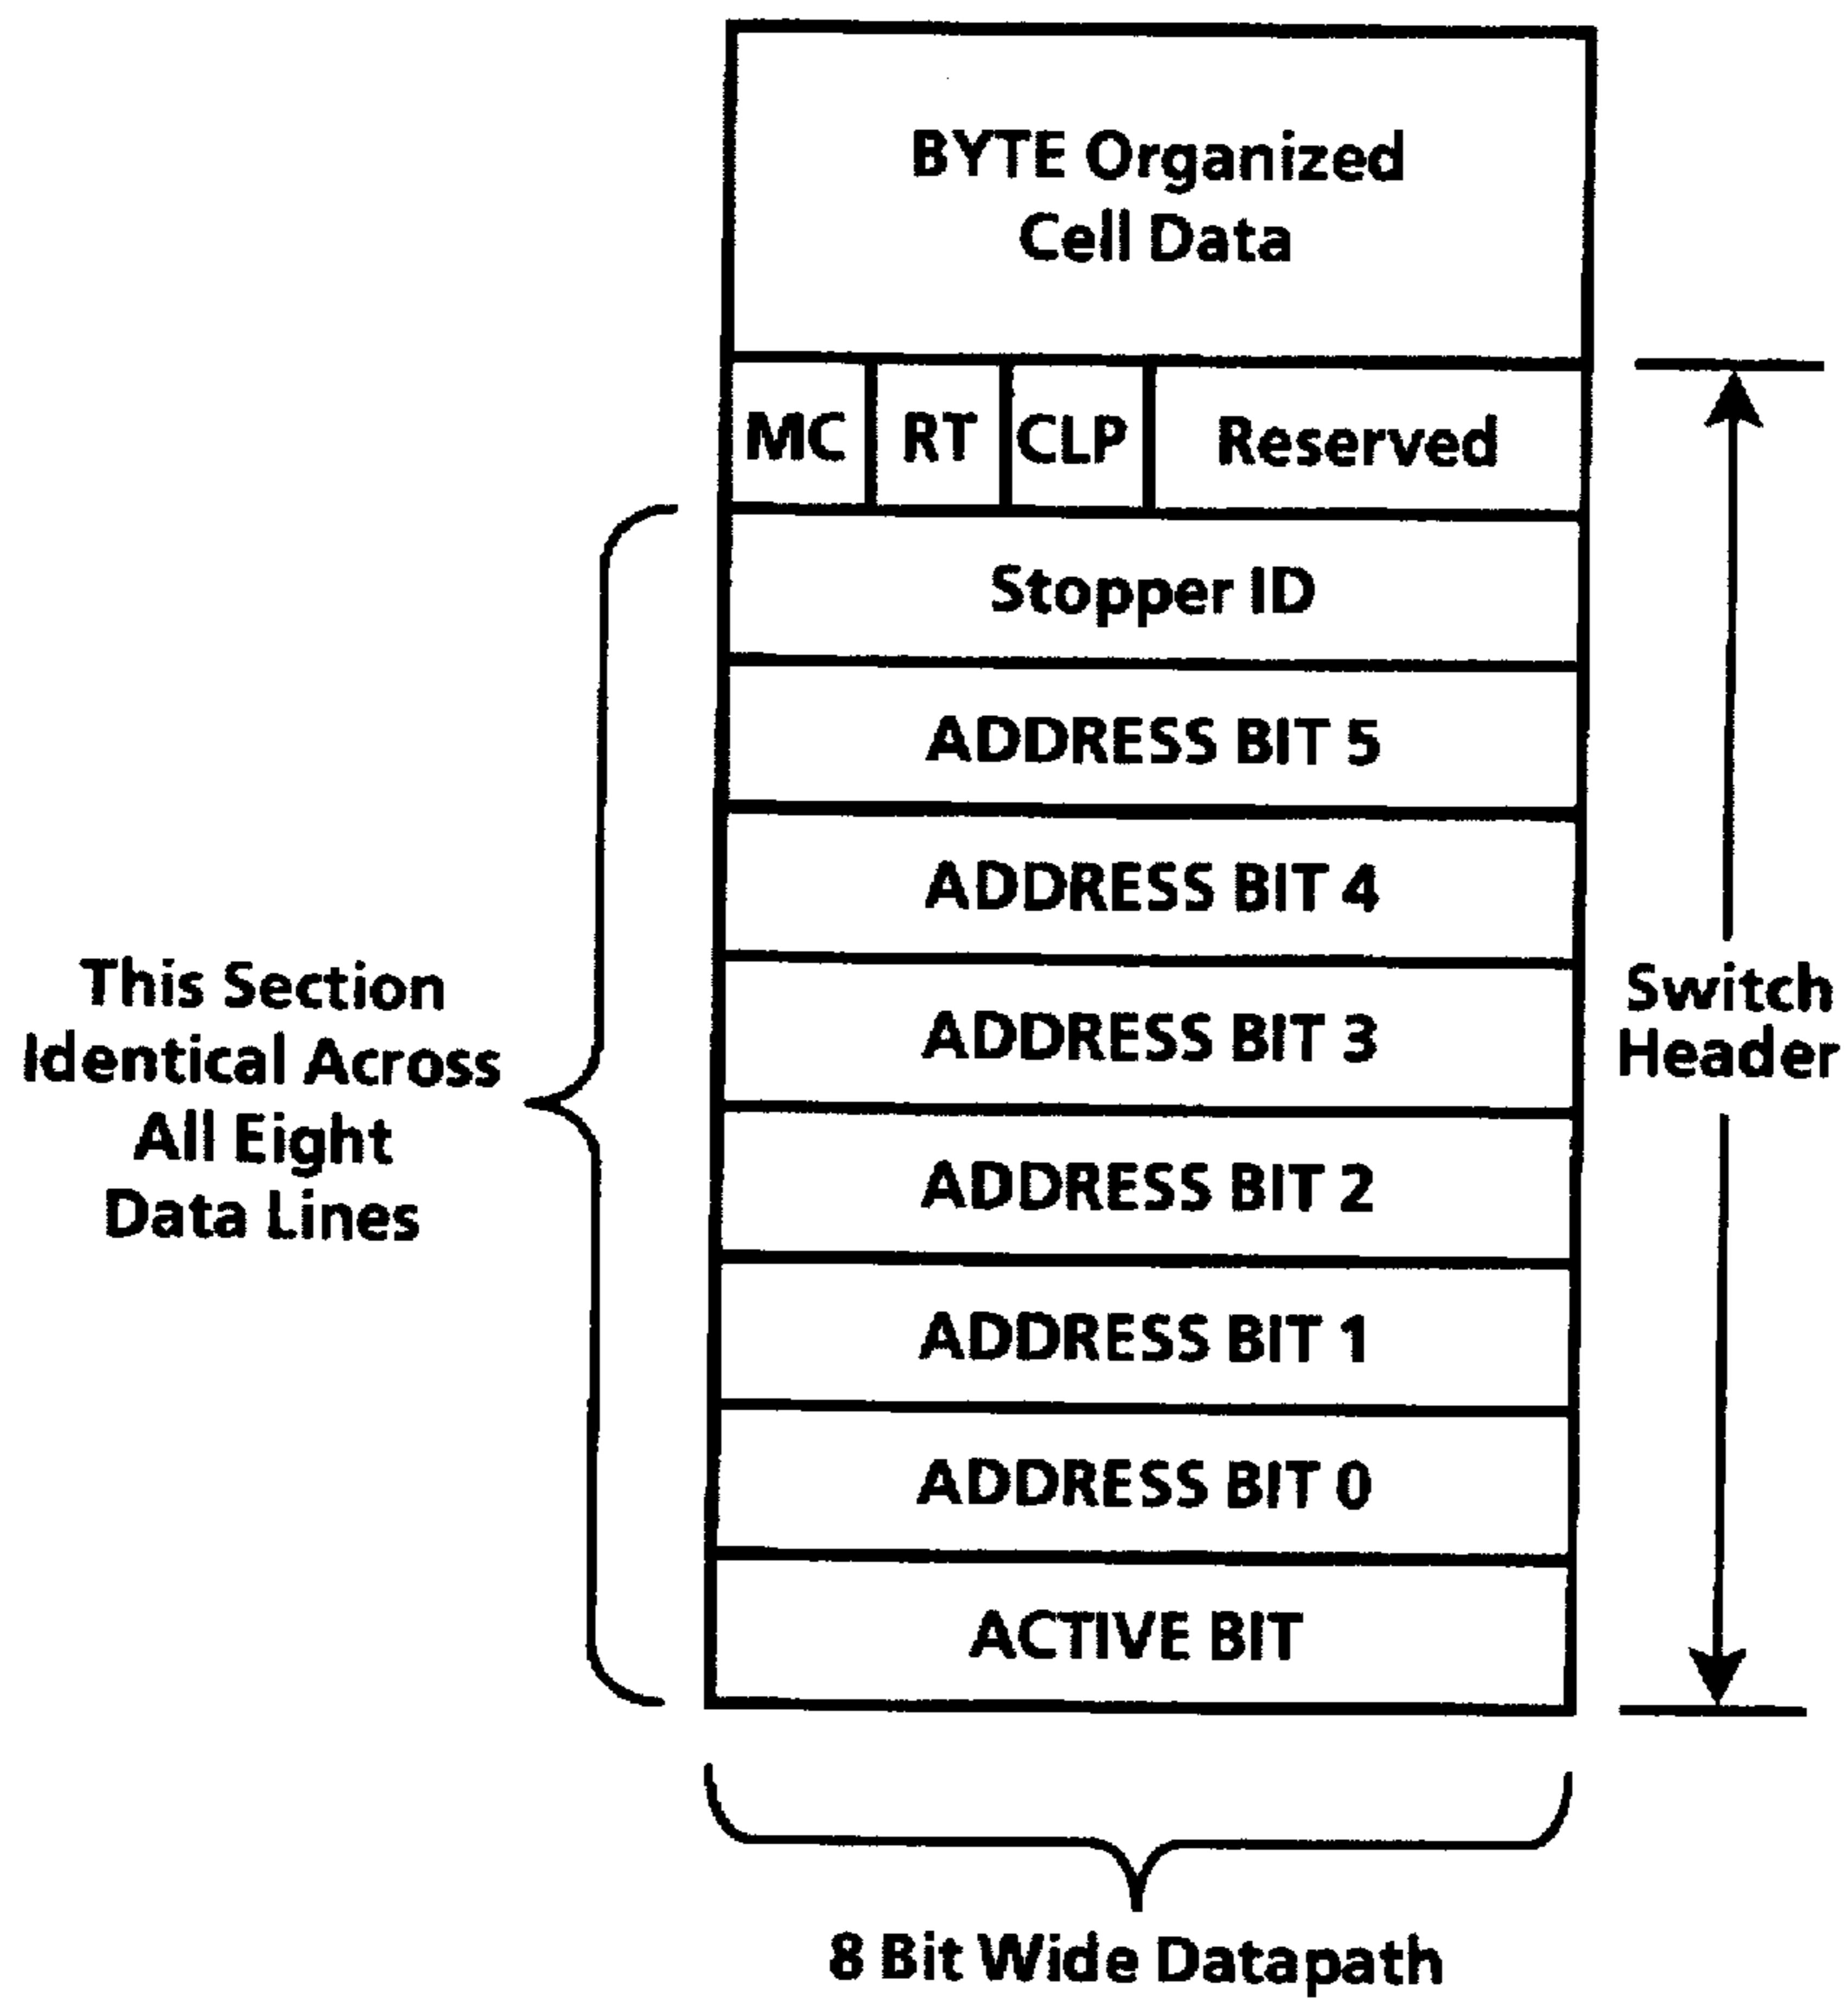 BYTE Organized
Cell Data
MC RT CLP Reserved
Stopper ID
ADDRESS BIT 5
ADDRESS BIT 4
ADDRESS BIT 3
ADDRESS BIT 2
ADDRESS BIT 1
ADDRESS BIT 0
ACTIVE BIT
This Section
Identical Across
All Eight
Data Lines
Switch
Header
8 Bit Wide Datapath